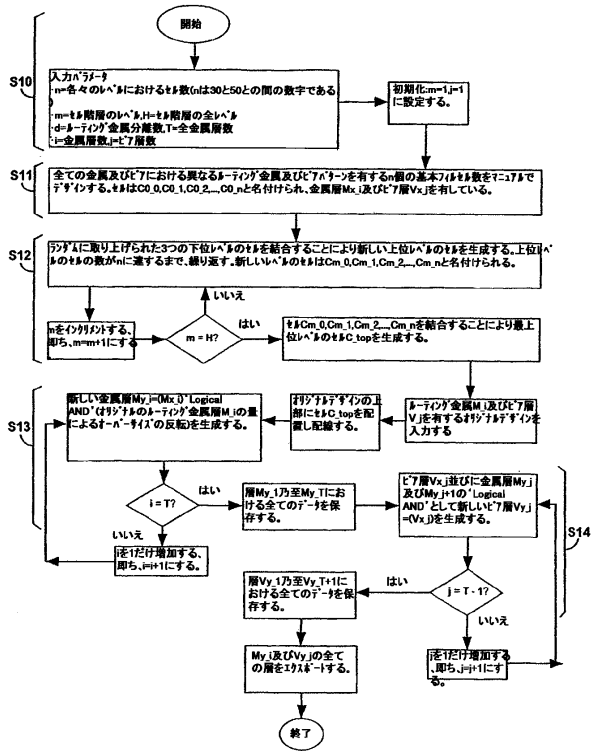 開始
S10
入力パラメータ
·n=各々のレベルにおけるセル数(nは30と50との間の数字である
)
·m=セル階層のレベル,H=セル階層の全レベル
·d=ルーティング金属分離数,T=全金属層数
·i=金属層数,j=ビア層数
初期化:m=1,j=1
に設定する。
S11
全ての金属及びビアにおける異なるルーティング金属及びビアパターンを有するn個の基本フィルセル数をマニュアルで
デザインする。セルはC0_0,C0_1,C0_2,...,C0_nと名付けられ、金属層Mx_i及びビア層Vx_jを有している。
S12
ランダムに取り上げられた3つの下位レベルのセルを結合することにより新しい上位レベルのセルを生成する。上位レベ
ルのセルの数がnに達するまで、繰り返す。新しいレベルのセルはCm_0,Cm_1,Cm_2,...,Cm_nと名付けられる。
いいえ
mをインクリメントする、
即ち、m=m+1にする
m = H?
はい
セルCm_0,Cm_1,Cm_2,...,Cm_nを結合することにより最上
位レベルのセルC_topを生成する。
S13
新しい金属層My_i=(Mx_i)'Logical
AND'(オリジナルのルーティング金属層M_iの量
によるオーバーサイズの反転)を生成する。
オリジナルデザインの上
部にセルC_topを配
置し配線する。
ルーティング金属M_i及びビア層
V_jを有するオリジナルデザインを
入力する
i = T?
はい
層My_1乃至My_Tにお
ける全てのデータを保
存する。
ビア層Vx_j並びに金属層My_j
及びMy_j+1の'Logical
AND'として新しいビア層Vy_j
=(Vx_j)を生成する。
S14
いいえ
iを1だけ増加する、
即ち、i=i+1にする。
層Vy_1乃至Vy_T+1に
おける全てのデータを保
存する。
はい
j = T - 1?
いいえ
My_i及びVy_jの全て
の層をエクスポートする。
jを1だけ増加する
、即ち、j=j+1にす
る。
終了